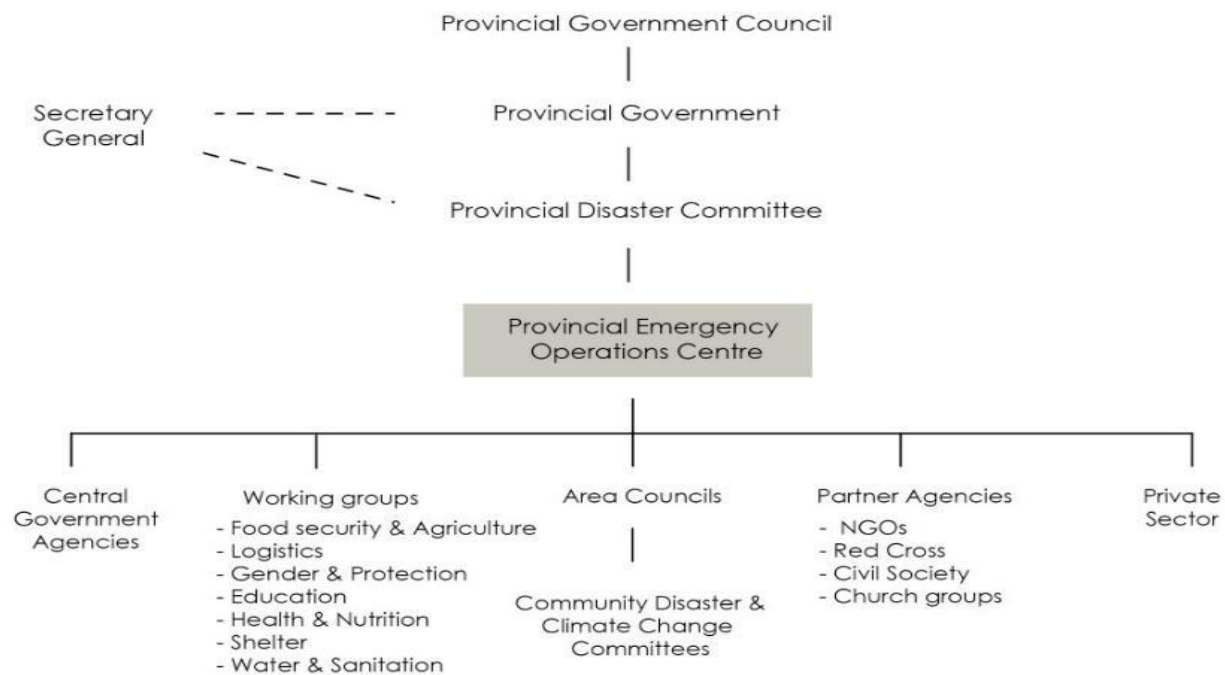 Provincial Government Council
Secretary
General
Provincial Government
Provincial Disaster Committee
Provincial Emergency
Operations Centre
Central
Government
Agencies
Working groups
- Food security & Agriculture
- Logistics
- Gender & Protection
- Education
- Health & Nutrition
- Shelter
- Water & Sanitation
Area Councils
Community Disaster &
Climate Change
Committees
Partner Agencies
- NGOs
- Red Cross
- Civil Society
- Church groups
Private
Sector